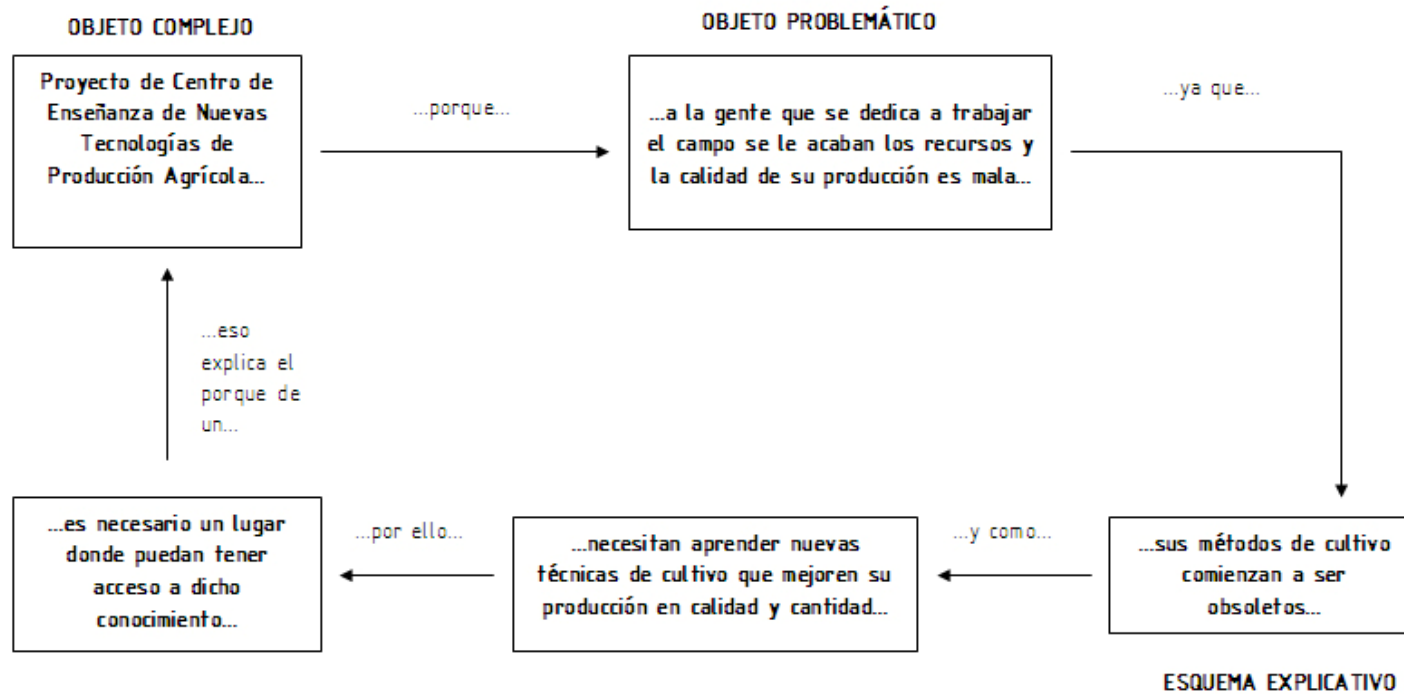 OBJETO COMPLEJO
Proyecto de Centro de
Enseñanza de Nuevas
Tecnologías de
Producción Agrícola...
...porque...
OBJETO PROBLEMÁTICO
...a la gente que se dedica a trabajar
el campo se le acaban los recursos y
la calidad de su producción es mala...
...ya que...
...sus métodos de cultivo
comienzan a ser
obsoletos...
ESQUEMA EXPLICATIVO
...y como...
...necesitan aprender nuevas
técnicas de cultivo que mejoren su
producción en calidad y cantidad...
...por ello...
...es necesario un lugar
donde puedan tener
acceso a dicho
conocimiento...
...eso
explica el
porque de
un...